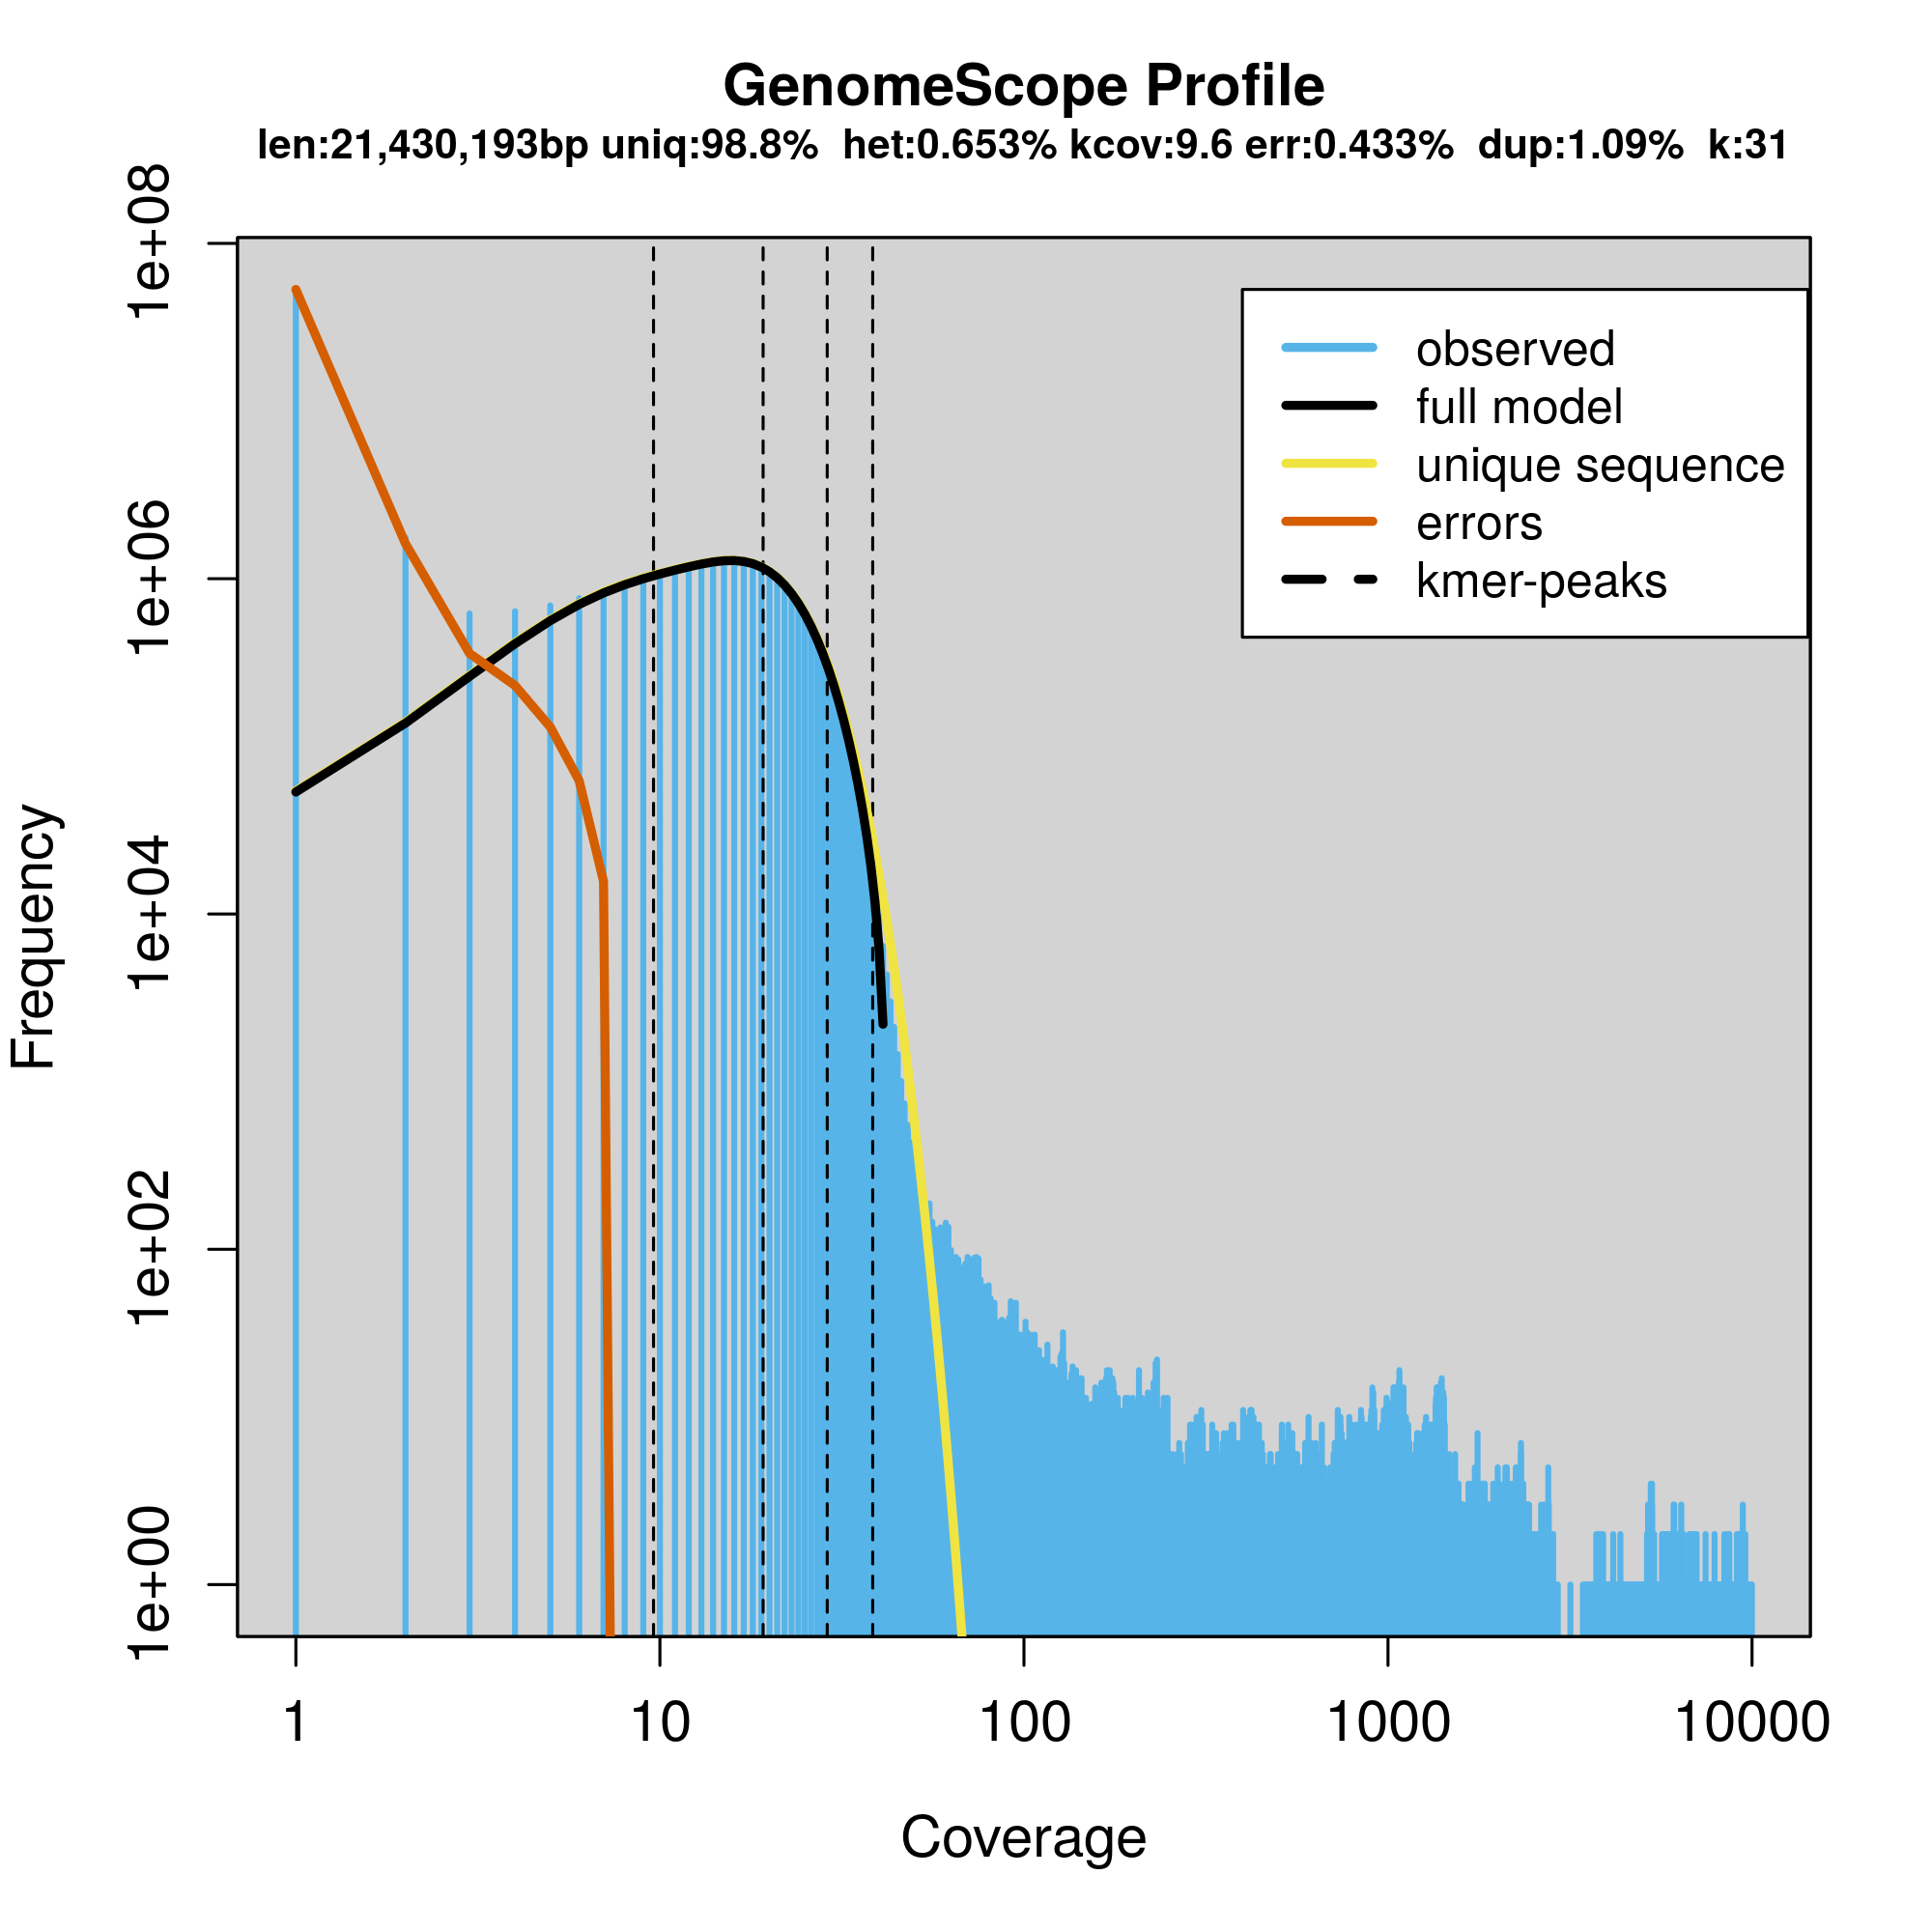 GenomeScope Profile
len:21,430,193bp uniq:98.8% het:0.653% kcov:9.6 err:0.433% dup:1.09% k:31
1e+08
1e+06
1e+04
1e+02
1e+00
Frequency
observed
full model
unique sequence
errors
kmer-peaks
1 10 100 1000 10000
Coverage